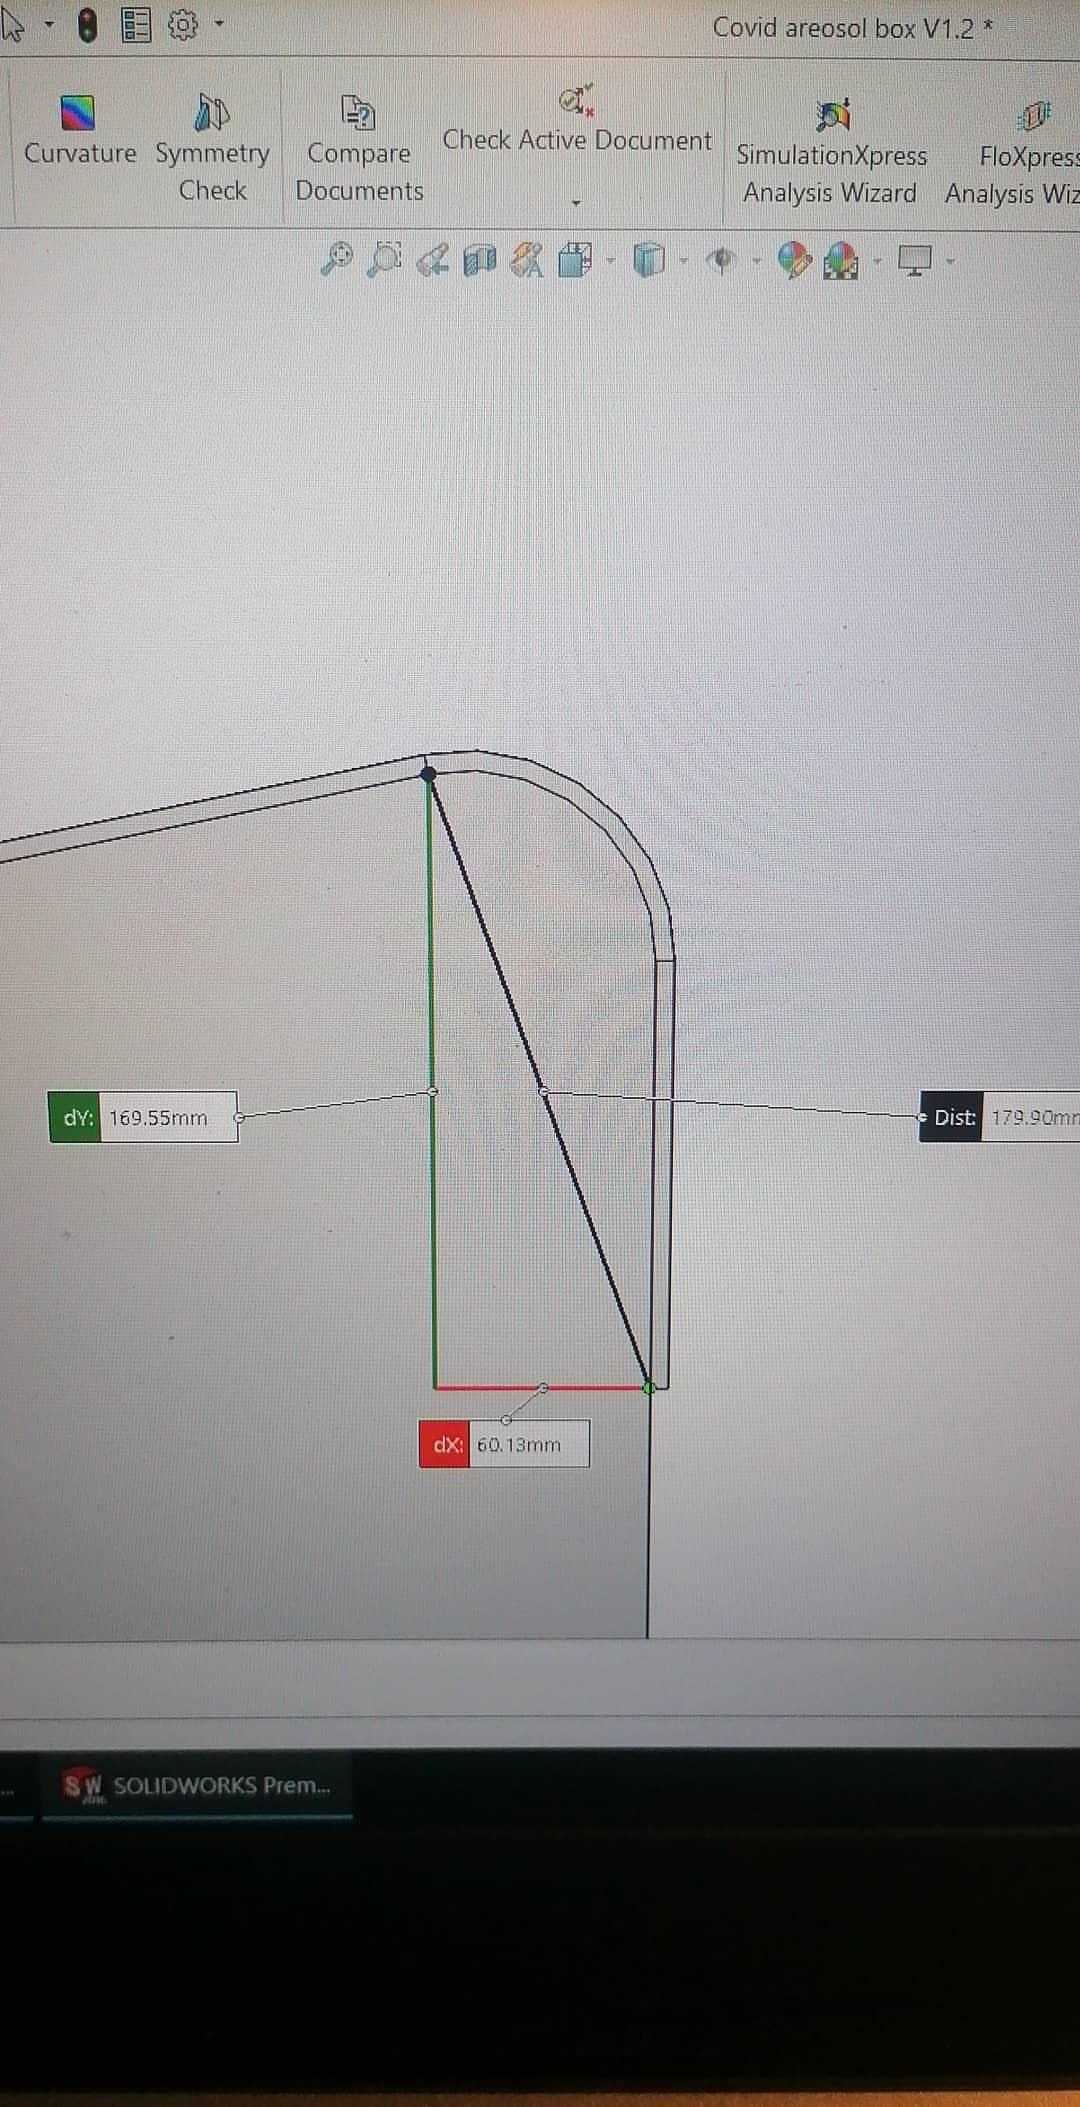 Covid areosol box V1.2 *
Curvature
Symmetry
Check
Compare
Documents
Check Active Document
SimulationXpress
Analysis Wizard
FloXpress
Analysis Wiz
dY: 169.55mm
Dist: 179.90mm
dX: 60.13mm
SW SOLIDWORKS Prem...